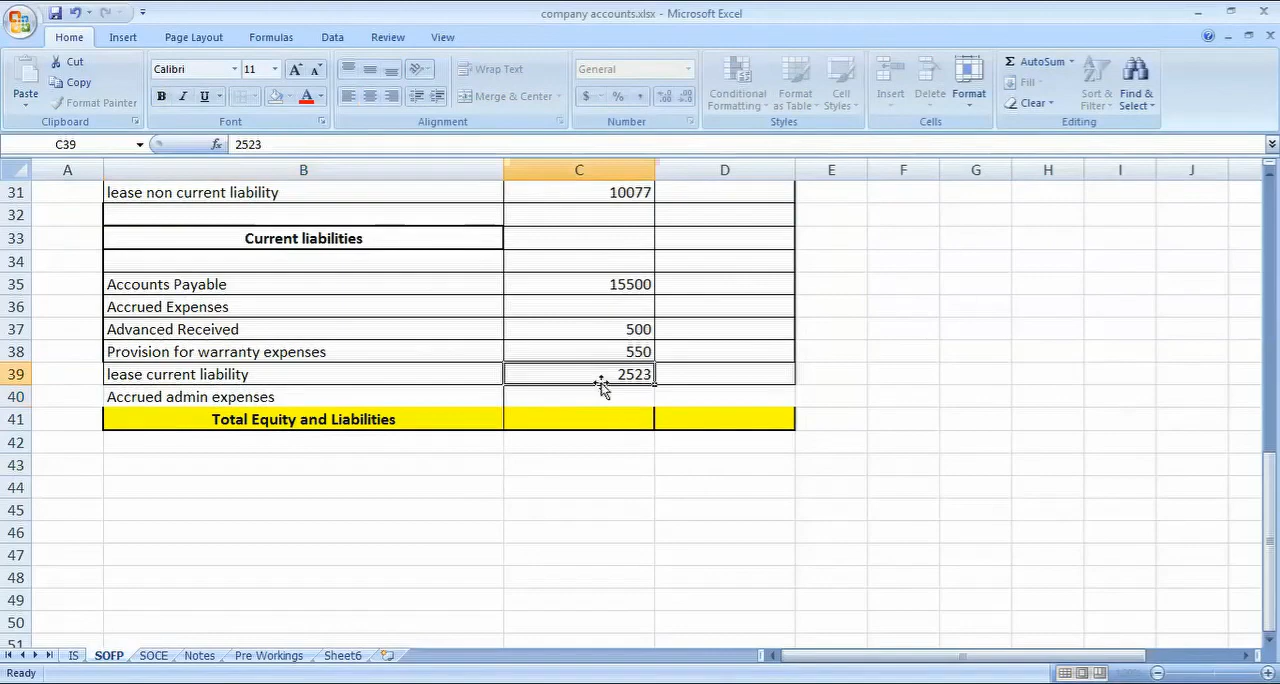 company accounts.xlsx - Microsoft Excel
Home Insert Page Layout Formulas Data Review View
Paste
Cut
Copy
Format Painter
Clipboard
Calibri 11
B I U
Font
Wrap Text
Merge & Center
Alignment
General
$ % ,
Number
Conditional Formatting
Format as Table
Cell Styles
Styles
Insert Delete Format
Cells
AutoSum
Fill
Clear
Sort & Filter
Find & Select
Editing
C39 fx 2523
A B C D E F G H I J
31 lease non current liability 10077
32
33 Current liabilities
34
35 Accounts Payable 15500
36 Accrued Expenses
37 Advanced Received 500
38 Provision for warranty expenses 550
39 lease current liability 2523
40 Accrued admin expenses
41 Total Equity and Liabilities
42
43
44
45
46
47
48
49
50
51
IS SOFP SOCE Notes Pre Workings Sheet6
Ready